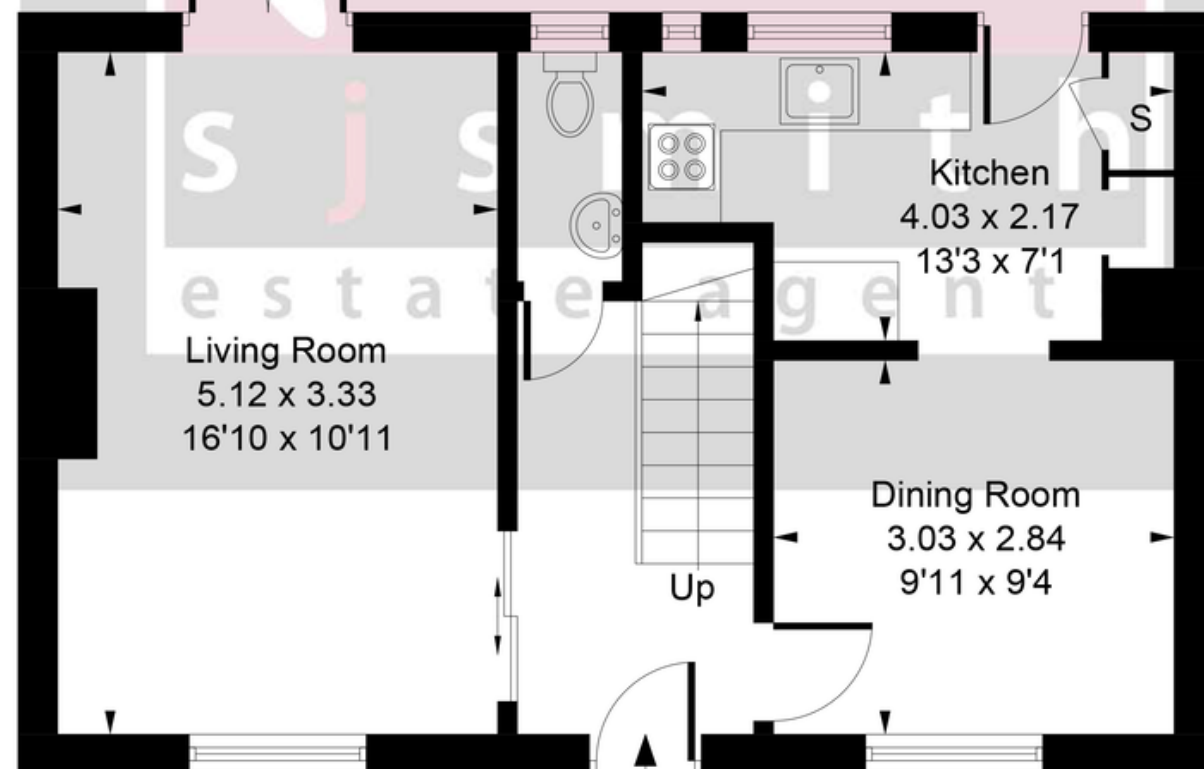 s j s m i t h
e s t a t e a g e n t
Living Room
5.12 x 3.33
16'10 x 10'11
Kitchen
4.03 x 2.17
13'3 x 7'1
S
Dining Room
3.03 x 2.84
9'11 x 9'4
Up